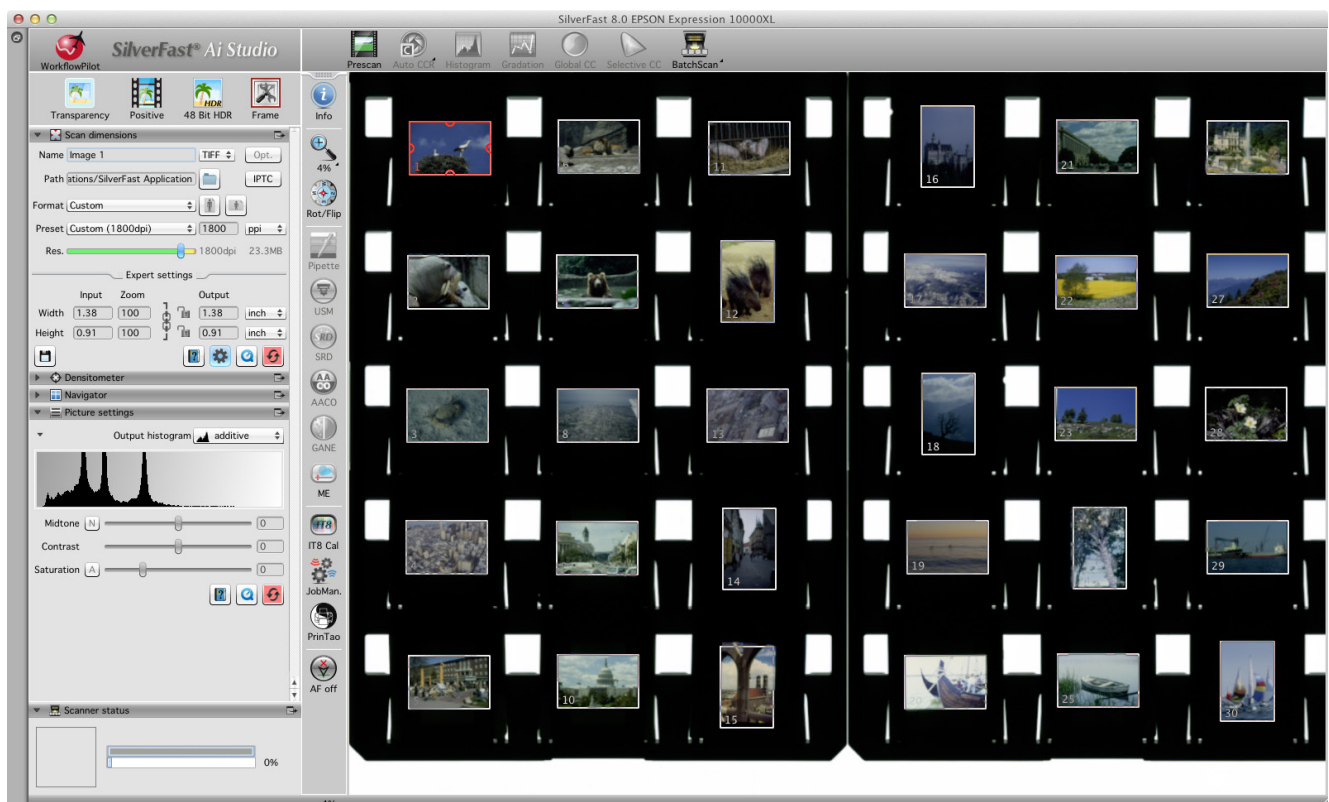 SilverFast 8.0 EPSON Expression 10000XL
WorkflowPilot
SilverFast® Ai Studio
Prescan
Auto CCR
Histogram
Gradation
Global CC
Selective CC
BatchScan
Transparency
Positive
HDR
48 Bit HDR
Frame
Scan dimensions
Name Image 1 TIFF Opt.
Path ations/SilverFast Application IPTC
Format Custom
Preset Custom (1800dpi) 1800 ppi
Res. 1800dpi 23.3MB
Expert settings
Input Zoom Output
Width 1.38 100 1.38 inch
Height 0.91 100 0.91 inch
Densitometer
Navigator
Picture settings
Output histogram additive
Midtone N 0
Contrast 0
Saturation A 0
Scanner status
0%
Info
4%
Rot/Flip
Pipette
USM
SRD
SRD
AACO
AACO
GANE
ME
IT8
IT8 Cal
JobMan.
PrinTao
AF off
1
11
16
21
2
12
17
22
27
3
8
13
18
23
28
14
19
29
10
15
20
25
30